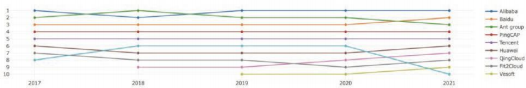 1
2
3
4
5
6
7
8
9
10
2017
2018
2019
2020
2021
Alibaba
Baidu
Ant group
PingCAP
Tencent
Huawei
QingCloud
Fit2Cloud
Vesoft